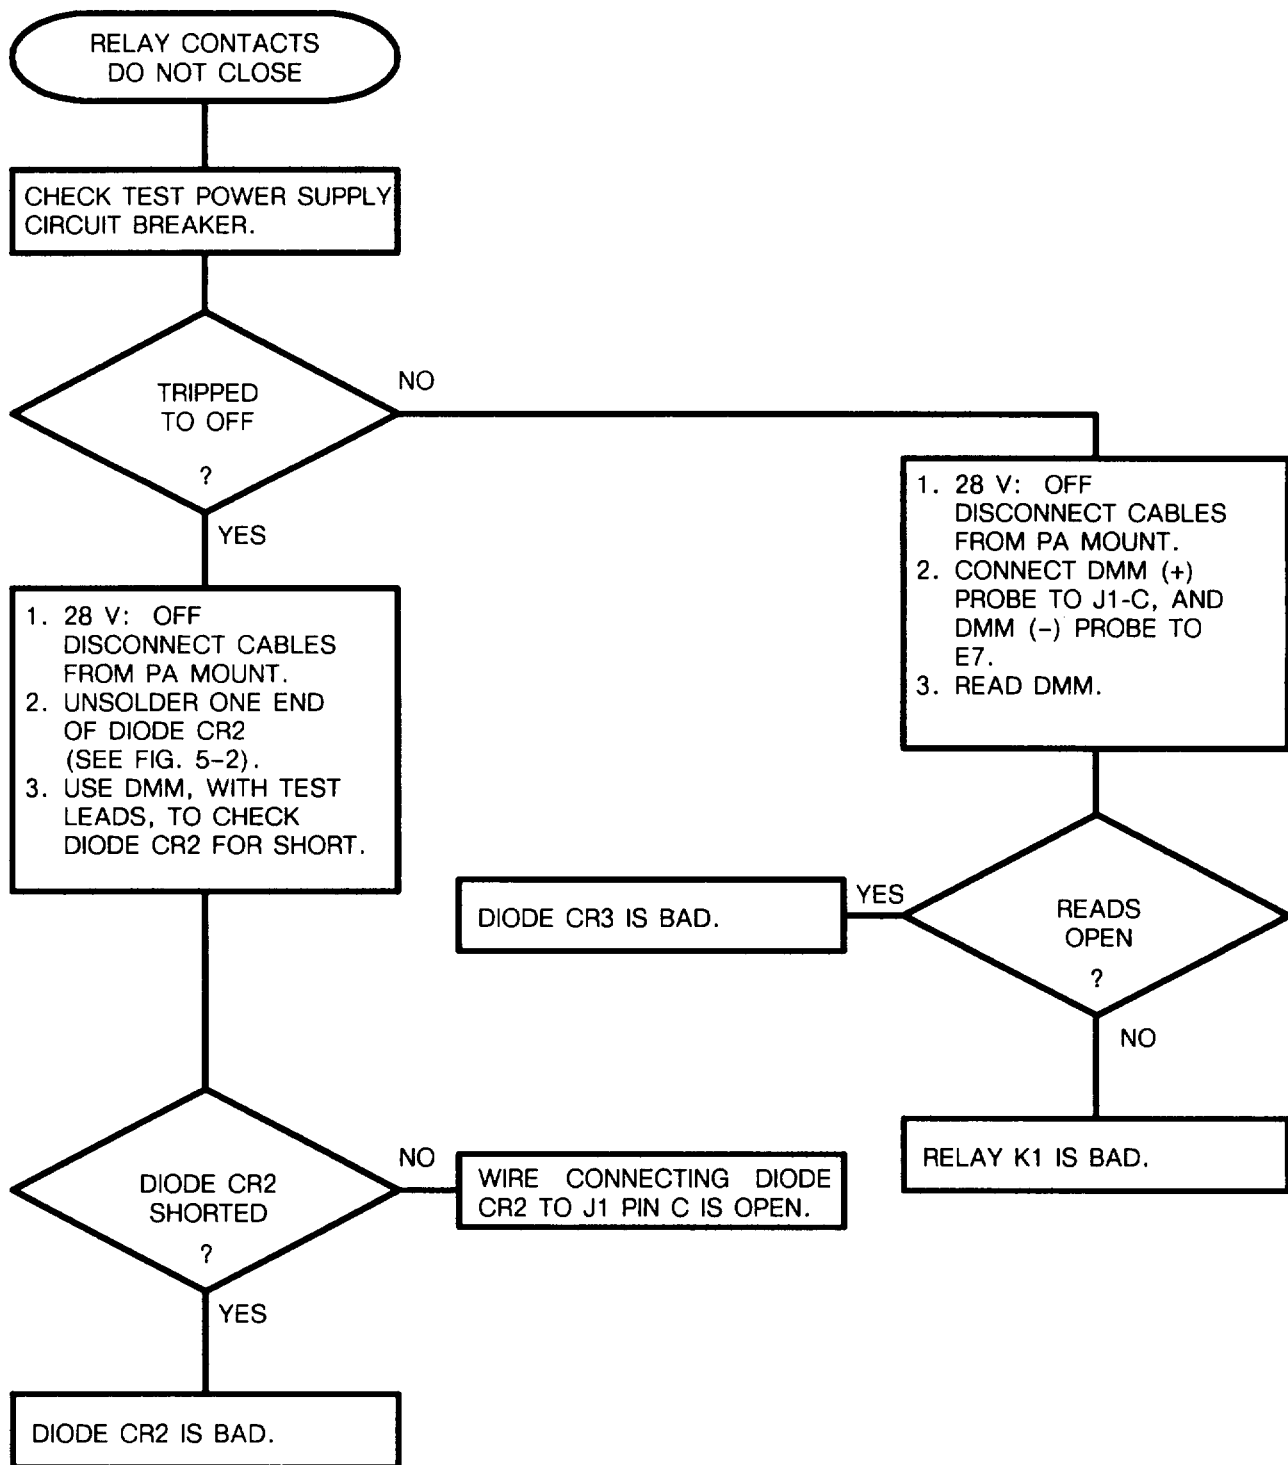 RELAY CONTACTS
DO NOT CLOSE
CHECK TEST POWER SUPPLY
CIRCUIT BREAKER.
TRIPPED
TO OFF
?
NO
YES
1. 28 V: OFF
DISCONNECT CABLES
FROM PA MOUNT.
2. UNSOLDER ONE END
OF DIODE CR2
(SEE FIG. 5-2).
3. USE DMM, WITH TEST
LEADS, TO CHECK
DIODE CR2 FOR SHORT.
1. 28 V: OFF
DISCONNECT CABLES
FROM PA MOUNT.
2. CONNECT DMM (+)
PROBE TO J1-C, AND
DMM (-) PROBE TO
E7.
3. READ DMM.
READS
OPEN
?
YES
DIODE CR3 IS BAD.
NO
RELAY K1 IS BAD.
DIODE CR2
SHORTED
?
NO
WIRE CONNECTING DIODE
CR2 TO J1 PIN C IS OPEN.
YES
DIODE CR2 IS BAD.